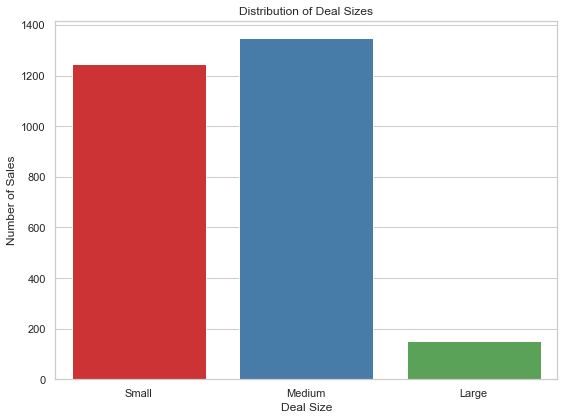 Distribution of Deal Sizes
1400
1200
1000
800
600
400
200
0
Number of Sales
Small Medium Large
Deal Size